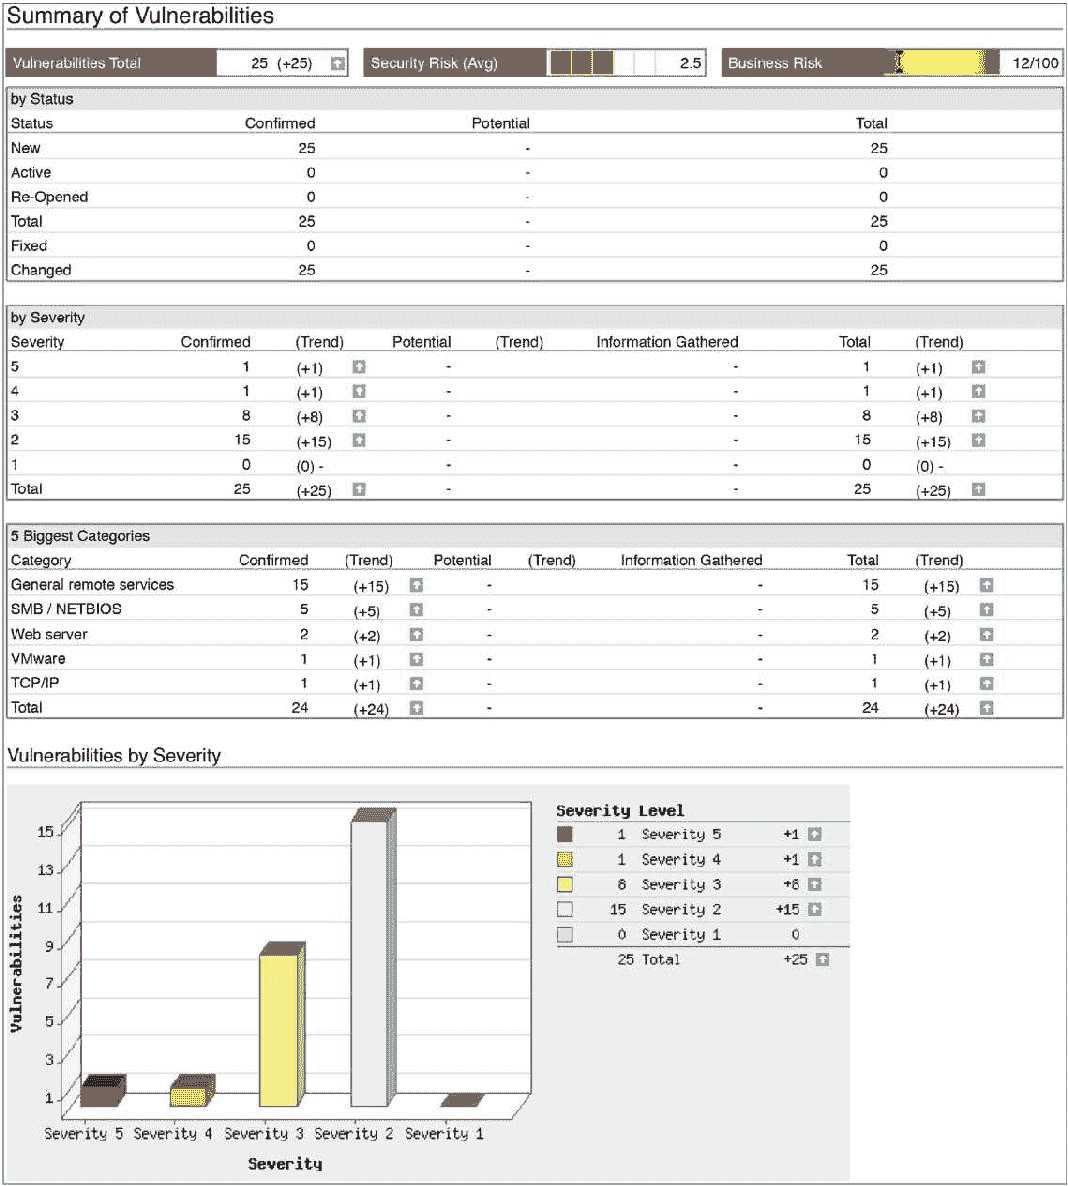 Summary of Vulnerabilities
Vulnerabilities Total 25 (+25) Security Risk (Avg) 2.5 Business Risk 12/100
by Status
Status Confirmed Potential Total
New 25 - 25
Active 0 - 0
Re-Opened 0 - 0
Total 25 - 25
Fixed 0 - 0
Changed 25 - 25
by Severity
Severity Confirmed (Trend) Potential (Trend) Information Gathered Total (Trend)
5 1 (+1) - - 1 (+1)
4 1 (+1) - - 1 (+1)
3 8 (+8) - - 8 (+8)
2 15 (+15) - - 15 (+15)
1 0 (0) - - - 0 (0) -
Total 25 (+25) - - 25 (+25)
5 Biggest Categories
Category Confirmed (Trend) Potential (Trend) Information Gathered Total (Trend)
General remote services 15 (+15) - - 15 (+15)
SMB / NETBIOS 5 (+5) - - 5 (+5)
Web server 2 (+2) - - 2 (+2)
VMware 1 (+1) - - 1 (+1)
TCP/IP 1 (+1) - - 1 (+1)
Total 24 (+24) - - 24 (+24)
Vulnerabilities by Severity
Severity Level
1 Severity 5 +1
1 Severity 4 +1
8 Severity 3 +8
15 Severity 2 +15
0 Severity 1 0
25 Total +25
Vulnerabilities
15
13
11
9
7
5
3
1
Severity 5 Severity 4 Severity 3 Severity 2 Severity 1
Severity